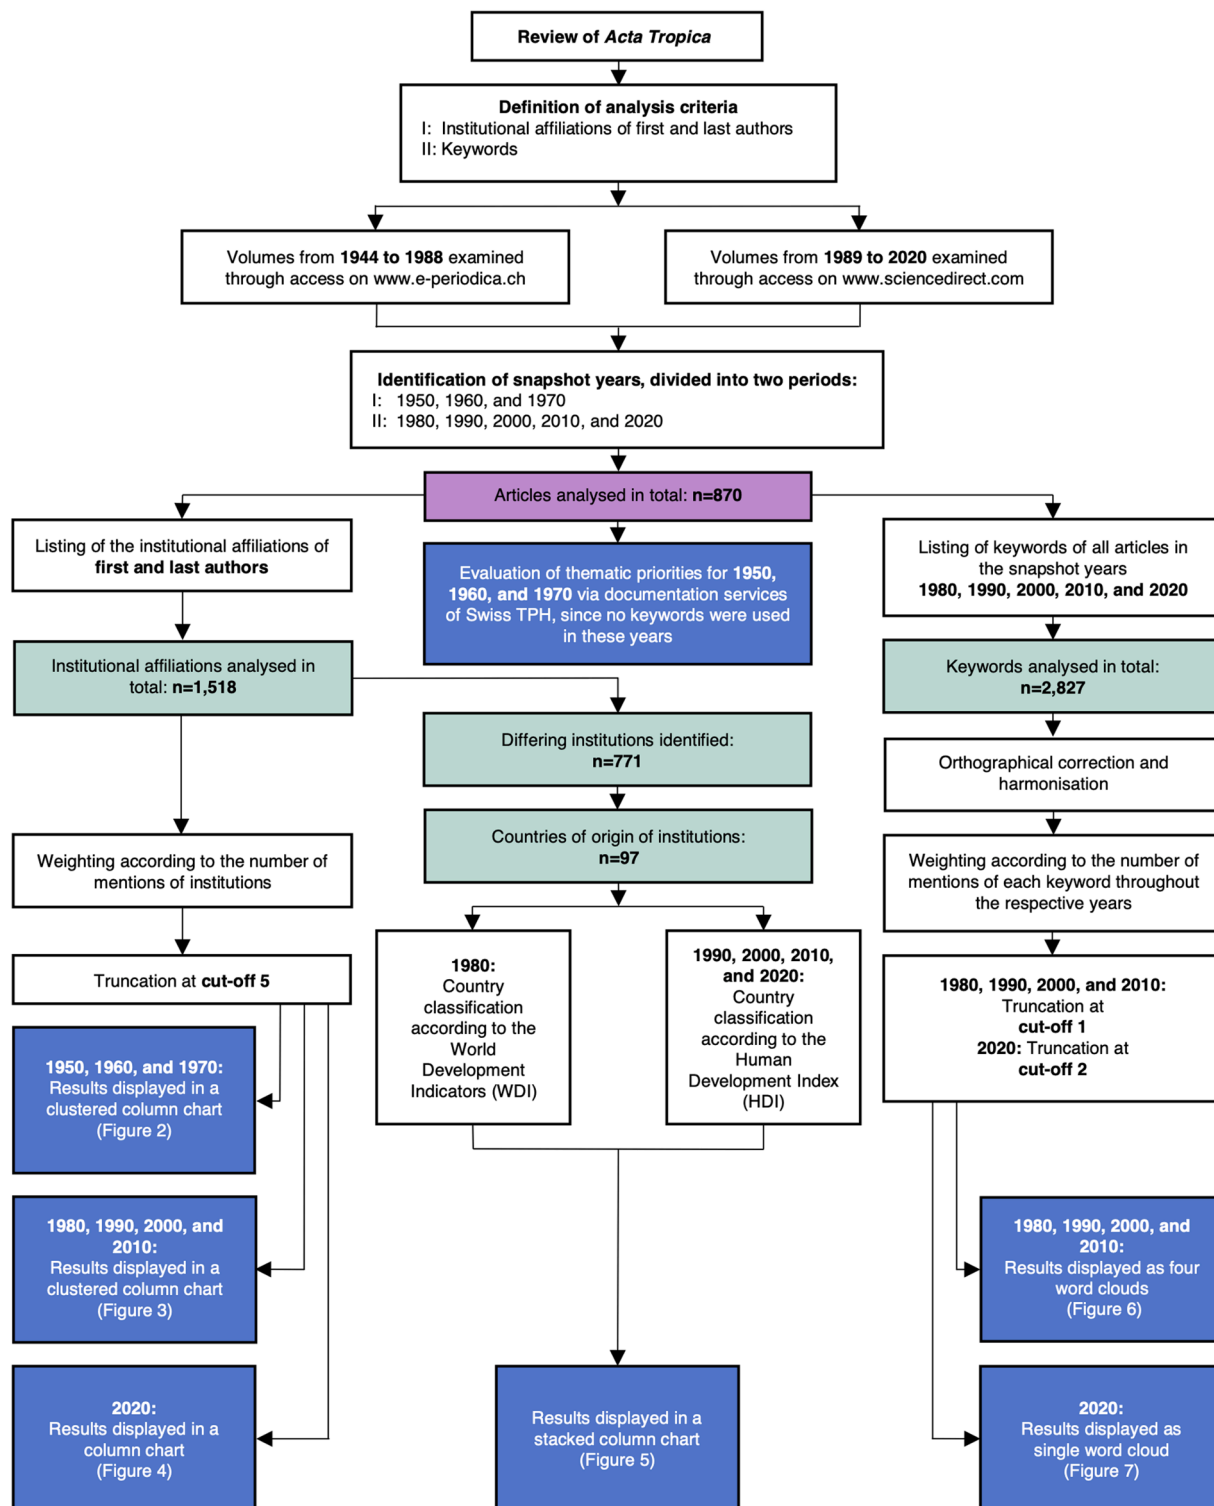 Review of Acta Tropica
Definition of analysis criteria
I: Institutional affiliations of first and last authors
II: Keywords
Volumes from 1944 to 1988 examined
through access on www.e-periodica.ch
Volumes from 1989 to 2020 examined
through access on www.sciencedirect.com
Identification of snapshot years, divided into two periods:
I: 1950, 1960, and 1970
II: 1980, 1990, 2000, 2010, and 2020
Articles analysed in total: n=870
Listing of the institutional affiliations of
first and last authors
Evaluation of thematic priorities for 1950,
1960, and 1970 via documentation services
of Swiss TPH, since no keywords were used
in these years
Listing of keywords of all articles in
the snapshot years
1980, 1990, 2000, 2010, and 2020
Institutional affiliations analysed in
total: n=1,518
Keywords analysed in total:
n=2,827
Differing institutions identified:
n=771
Orthographical correction and
harmonisation
Countries of origin of institutions:
n=97
Weighting according to the number of
mentions of institutions
Weighting according to the number of
mentions of each keyword throughout
the respective years
Truncation at cut-off 5
1980:
Country
classification
according to the
World
Development
Indicators (WDI)
1990, 2000, 2010,
and 2020:
Country
classification
according to the
Human
Development Index
(HDI)
1980, 1990, 2000, and 2010:
Truncation at
cut-off 1
2020: Truncation at
cut-off 2
1950, 1960, and 1970:
Results displayed in a
clustered column chart
(Figure 2)
1980, 1990, 2000, and
2010:
Results displayed in a
clustered column chart
(Figure 3)
1980, 1990, 2000, and
2010:
Results displayed as four
word clouds
(Figure 6)
2020:
Results displayed in a
column chart
(Figure 4)
Results displayed in a
stacked column chart
(Figure 5)
2020:
Results displayed as
single word cloud
(Figure 7)